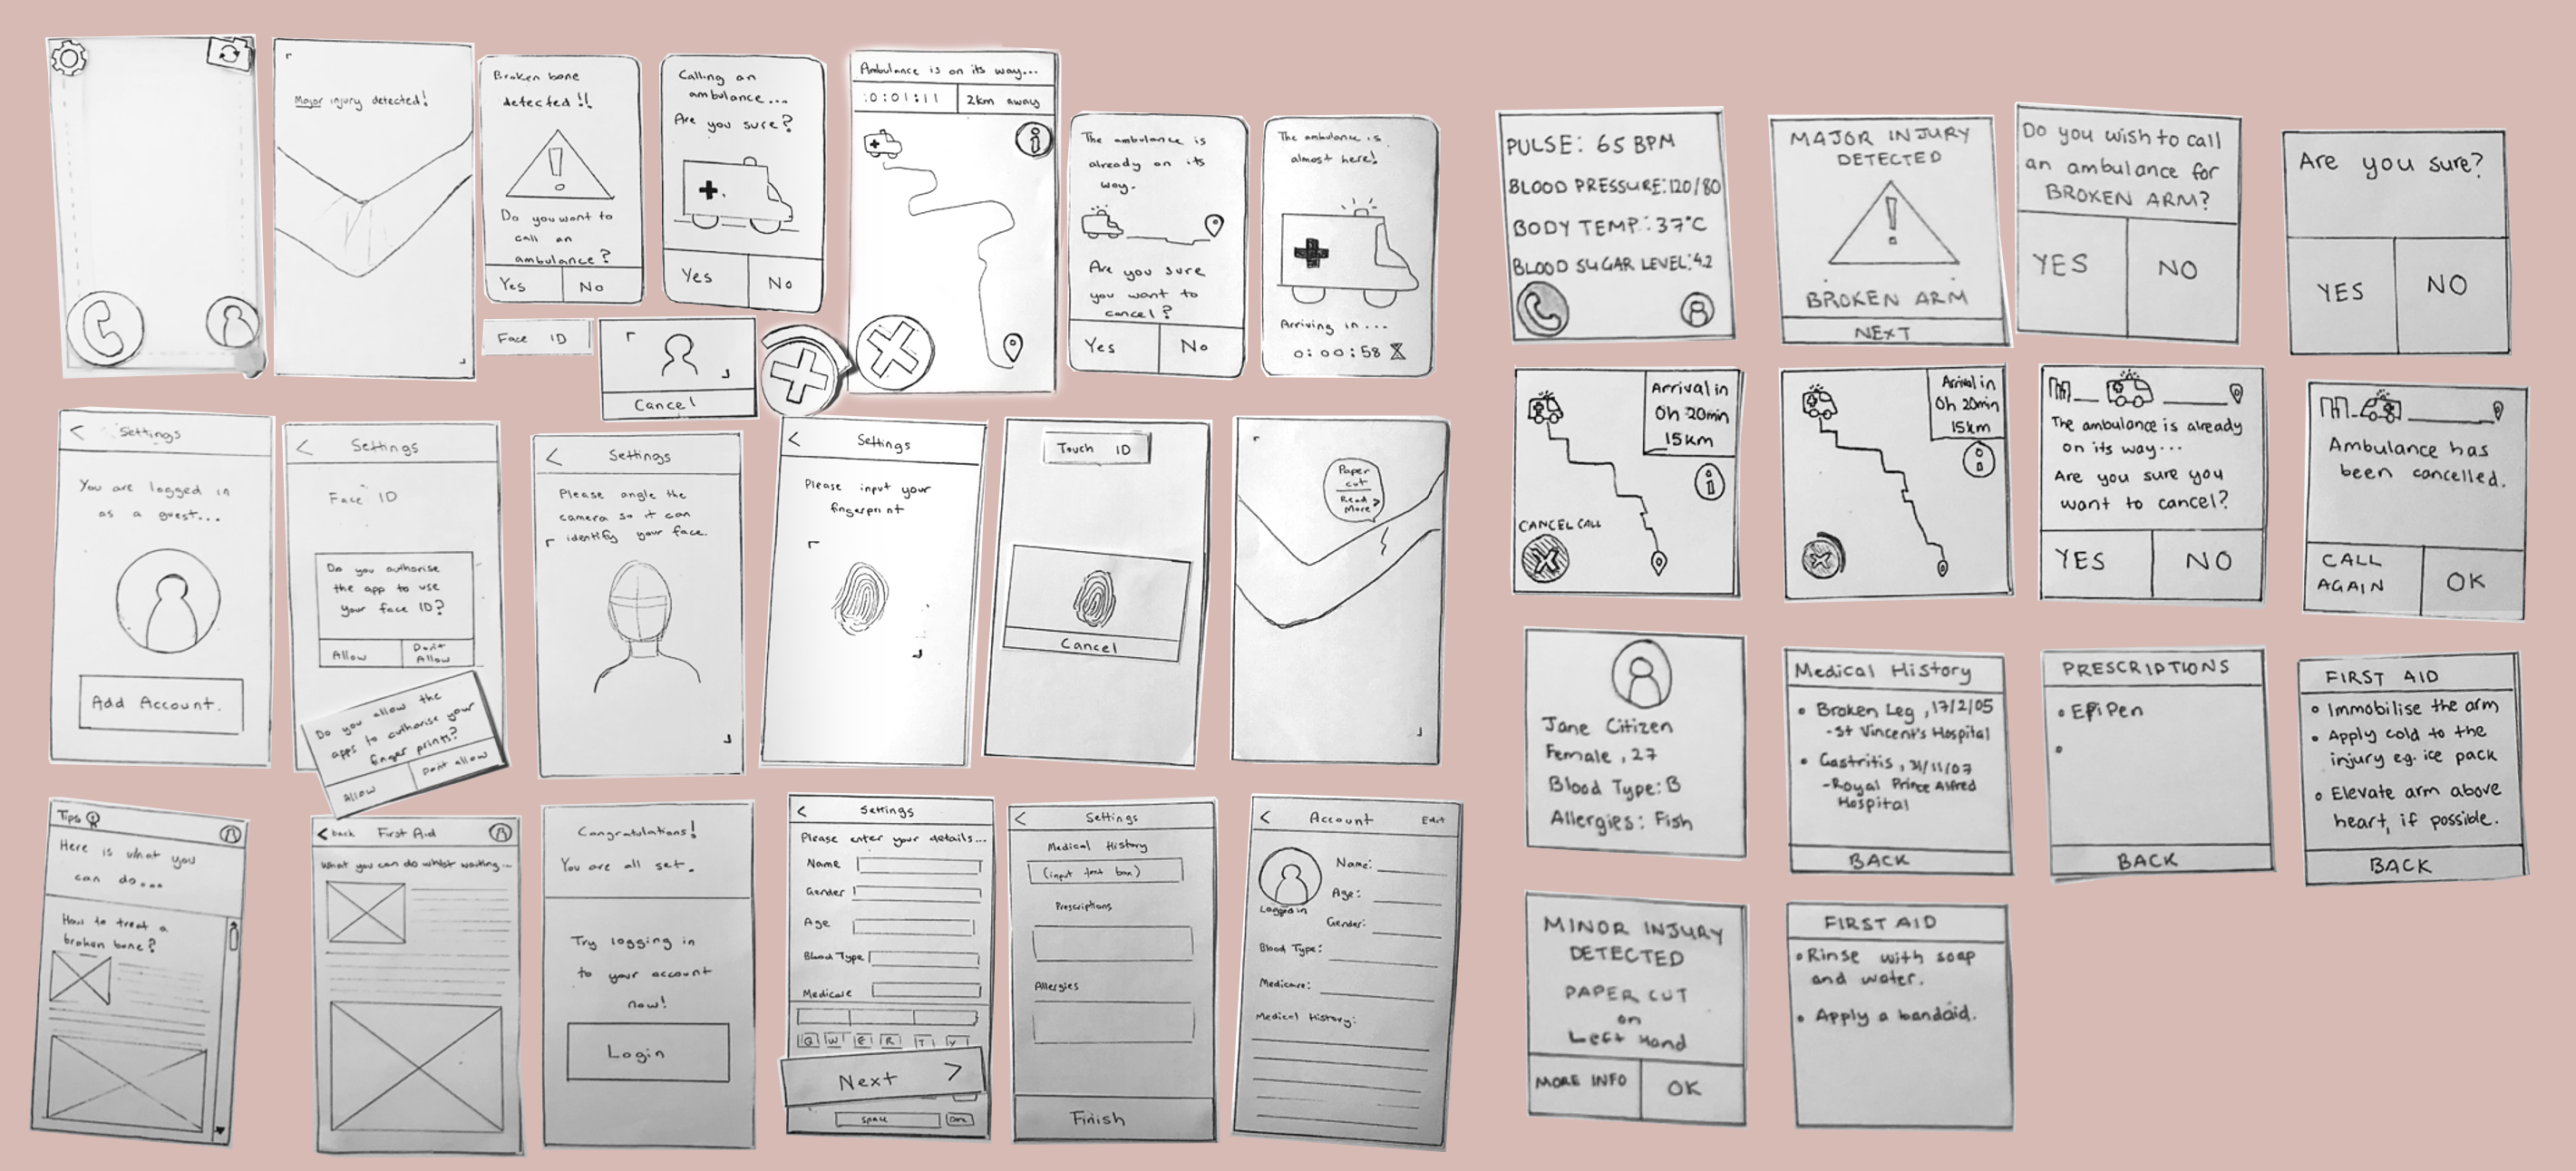 Major injury detected!
Broken bone
detected!!
Do you want to
call an
ambulance?
Yes
No
Calling an
ambulance...
Are you sure?
Yes
No
Face ID
Cancel
Ambulance is on its way...
0:01:11
2km away
The ambulance is
already on its
way.
Are you sure
you want to
cancel?
Yes
No
The ambulance is
almost here!
Arriving in...
0:00:58
< Settings
You are logged in
as a guest...
Add Account.
< Settings
Face ID
Do you authorise
the app to use
your face ID?
Allow
Don't
Allow
Do you allow the
apps to authorise your
finger prints?
Allow
Don't allow
< Settings
Please angle the
camera so it can
identify your face.
< Settings
Please input your
fingerprint
Touch ID
Cancel
Paper
cut
Read >
More
Tips
Here is what you
can do...
How to treat a
broken bone?
< back
First Aid
What you can do whilst waiting...
Congratulations!
You are all set.
Try logging in
to your account
now!
Login
< Settings
Please enter your details...
Name
Gender
Age
Blood Type
Medicare
Q W E R T Y
Next >
space
< Settings
Medical History
(input text box)
Prescriptions
Allergies
Finish
< Account
Edit
Logged in
Name:
Age:
Gender:
Blood Type:
Medicare:
Medical History:
PULSE: 65 BPM
BLOOD PRESSURE: 120/80
BODY TEMP.: 37°C
BLOOD SUGAR LEVEL: 4.2
MAJOR INJURY
DETECTED
BROKEN ARM
NEXT
Do you wish to call
an ambulance for
BROKEN ARM?
YES
NO
Are you sure?
YES
NO
Arrival in
0h 20min
15km
CANCEL CALL
Arrival in
0h 20min
15km
The ambulance is already
on its way...
Are you sure you
want to cancel?
YES
NO
Ambulance has
been cancelled.
CALL
AGAIN
OK
Jane Citizen
Female, 27
Blood Type: B
Allergies: Fish
Medical History
• Broken Leg, 17/2/05
-St Vincent's Hospital
• Gastritis, 31/11/07
-Royal Prince Alfred
Hospital
BACK
PRESCRIPTIONS
• EpiPen
•
BACK
FIRST AID
• Immobilise the arm
• Apply cold to the
injury eg. ice pack
• Elevate arm above
heart, if possible.
BACK
MINOR INJURY
DETECTED
PAPER CUT
on
Left Hand
MORE INFO
OK
FIRST AID
• Rinse with soap
and water.
• Apply a bandaid.